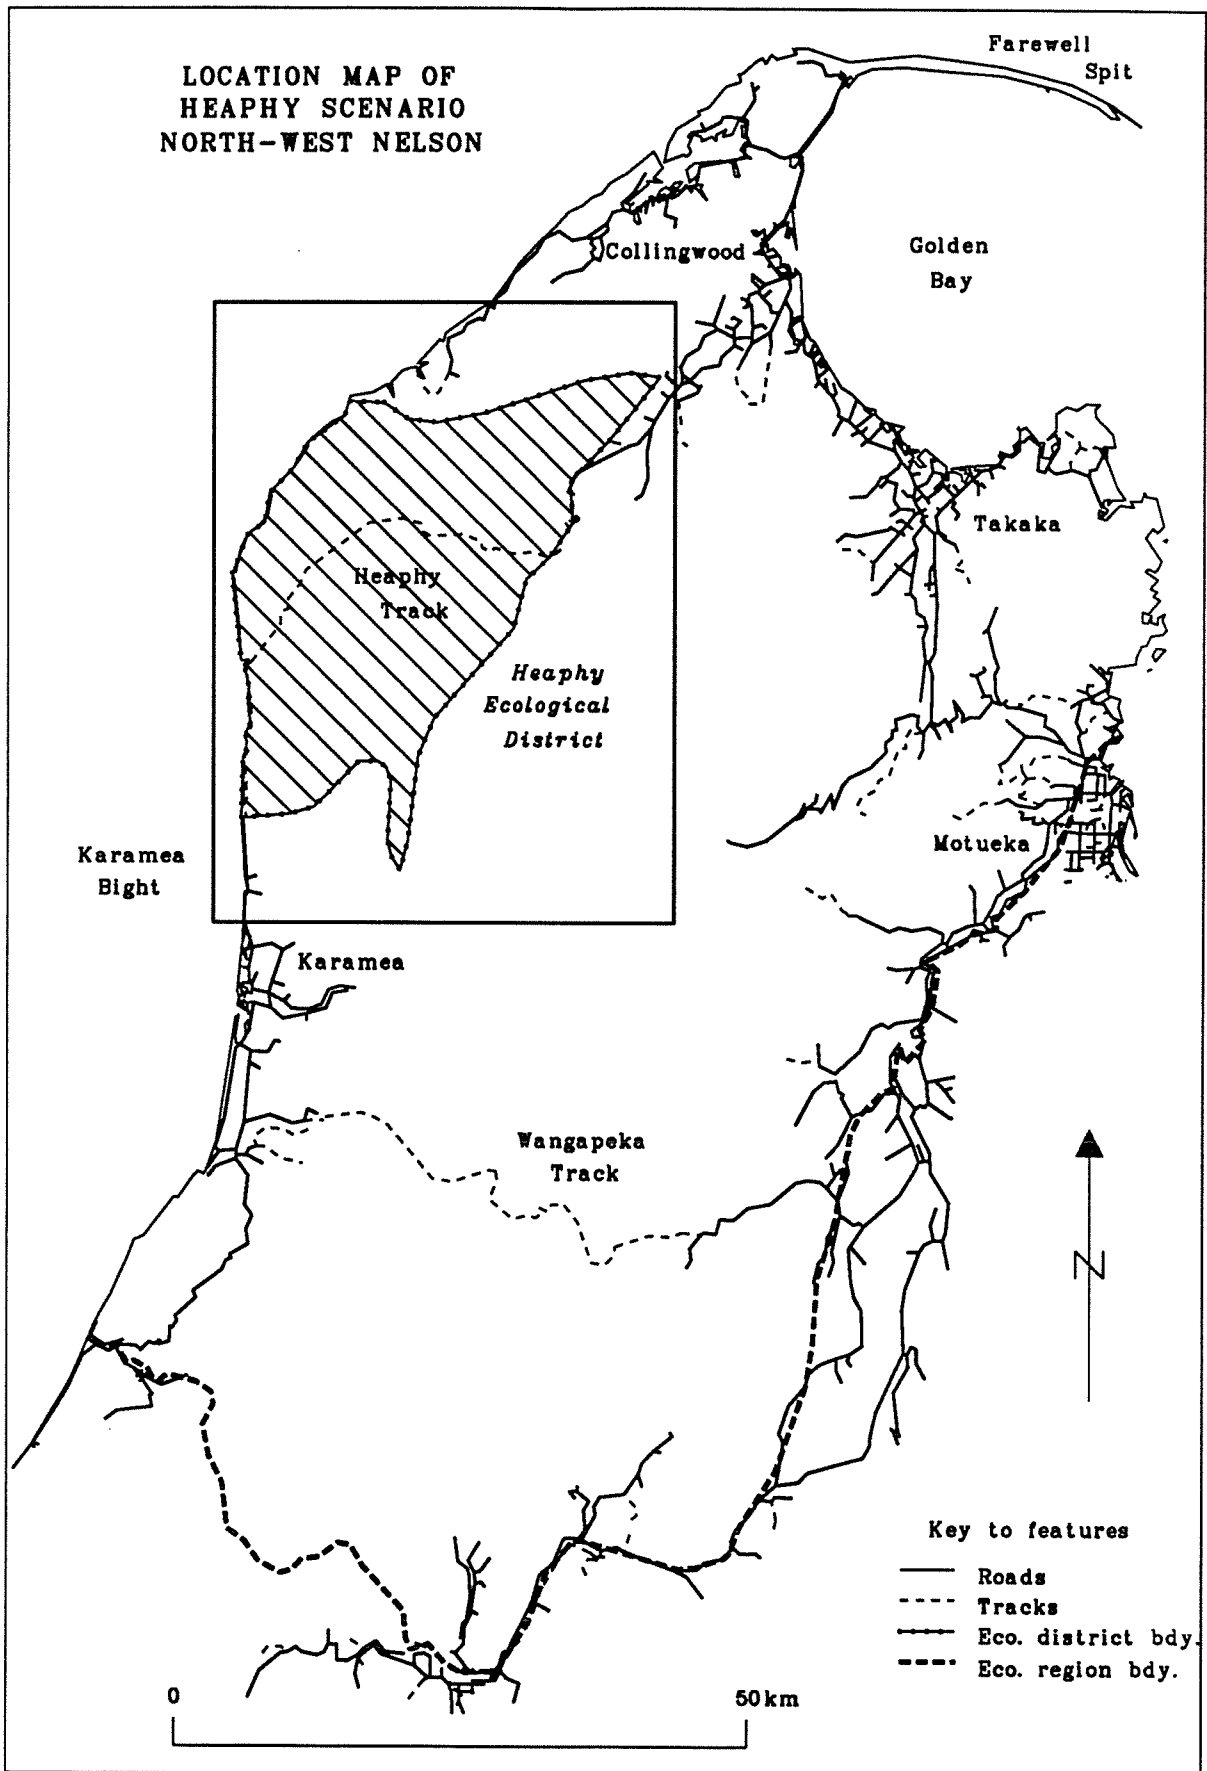 LOCATION MAP OF
HEAPHY SCENARIO
NORTH-WEST NELSON
Farewell
Spit
Collingwood
Golden
Bay
Takaka
Heaphy
Track
Heaphy
Ecological
District
Karamea
Bight
Motueka
Karamea
Wangapeka
Track
N
Key to features
Roads
Tracks
Eco. district bdy.
Eco. region bdy.
0
50km